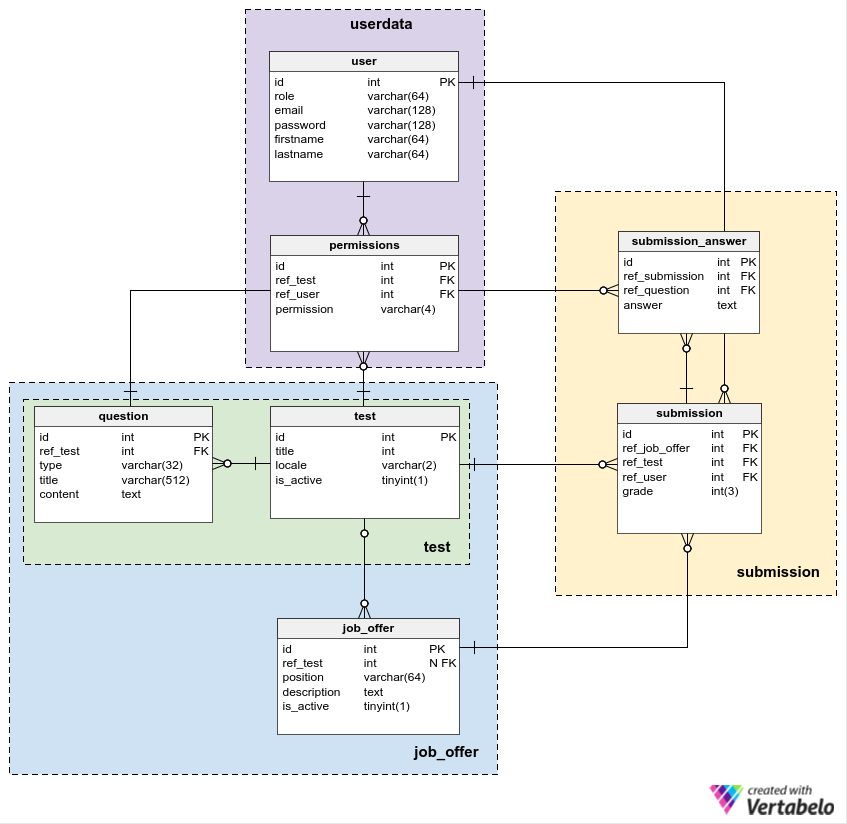 userdata
user
id int PK
role varchar(64)
email varchar(128)
password varchar(128)
firstname varchar(64)
lastname varchar(64)
permissions
id int PK
ref_test int FK
ref_user int FK
permission varchar(4)
submission_answer
id int PK
ref_submission int FK
ref_question int FK
answer text
question
id int PK
ref_test int FK
type varchar(32)
title varchar(512)
content text
test
id int PK
title int
locale varchar(2)
is_active tinyint(1)
submission
id int PK
ref_job_offer int FK
ref_test int FK
ref_user int FK
grade int(3)
test
submission
job_offer
id int PK
ref_test int N FK
position varchar(64)
description text
is_active tinyint(1)
job_offer
created with
Vertabelo